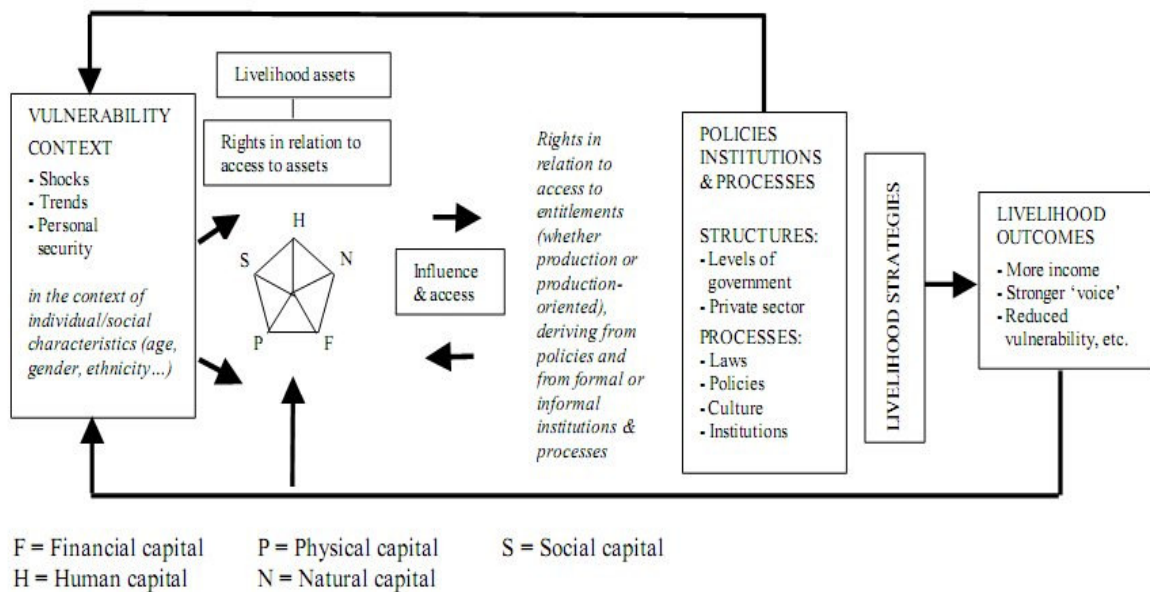 Livelihood assets
VULNERABILITY
CONTEXT
- Shocks
- Trends
- Personal
security
in the context of
individual/social
characteristics (age,
gender, ethnicity...)
Rights in relation to
access to assets
H
S
N
P
F
Influence
& access
Rights in
relation to
access to
entitlements
(whether
production or
production-
oriented),
deriving from
policies and
from formal or
informal
institutions &
processes
POLICIES
INSTITUTIONS
& PROCESSES
STRUCTURES:
- Levels of
government
- Private sector
PROCESSES:
- Laws
- Policies
- Culture
- Institutions
LIVELIHOOD STRATEGIES
LIVELIHOOD
OUTCOMES
- More income
- Stronger ‘voice’
- Reduced
vulnerability, etc.
F = Financial capital P = Physical capital S = Social capital
H = Human capital N = Natural capital